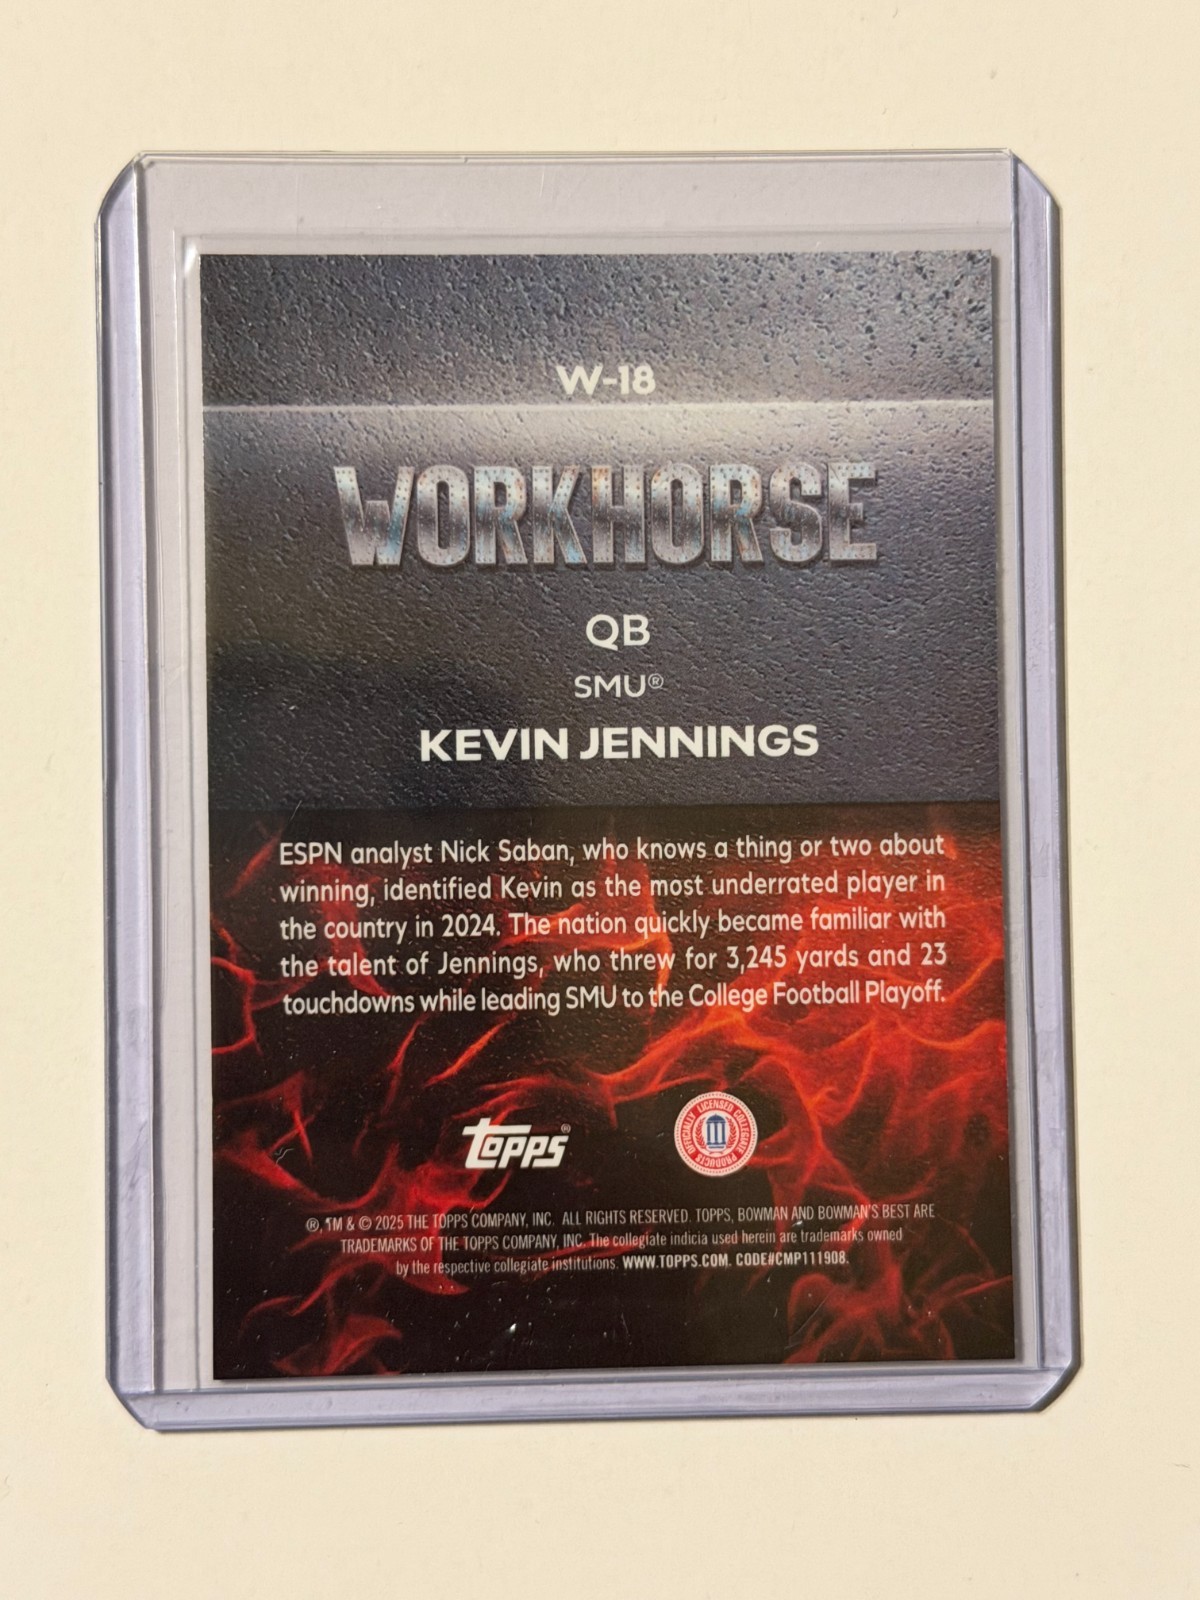 W-18
WORKHORSE
QB
SMU®
KEVIN JENNINGS
ESPN analyst Nick Saban, who knows a thing or two about
winning, identified Kevin as the most underrated player in
the country in 2024. The nation quickly became familiar with
the talent of Jennings, who threw for 3,245 yards and 23
touchdowns while leading SMU to the College Football Playoff.
Topps®
OFFICIALLY LICENSED COLLEGIATE PRODUCTS
®, TM & © 2025 THE TOPPS COMPANY, INC. ALL RIGHTS RESERVED. TOPPS, BOWMAN AND BOWMAN'S BEST ARE
TRADEMARKS OF THE TOPPS COMPANY, INC. The collegiate indicia used herein are trademarks owned
by the respective collegiate institutions. WWW.TOPPS.COM. CODE#CMP111908.